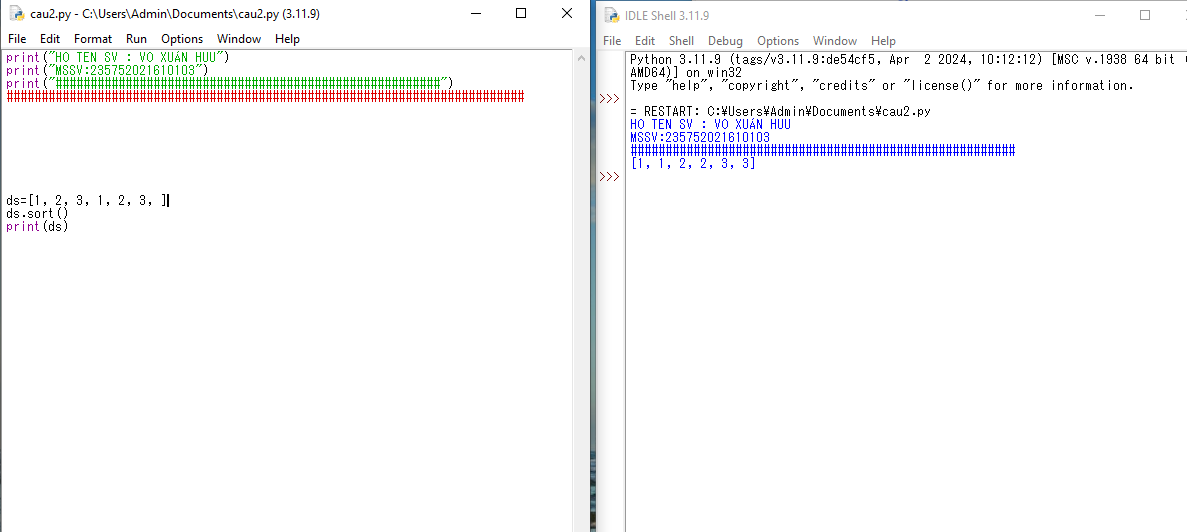 cau2.py - C:\Users\Admin\Documents\cau2.py (3.11.9)
File Edit Format Run Options Window Help
print("HO TEN SV : VO XUÁN HUU")
print("MSSV:235752021610103")
print("#######################################################")
##########################################################################
ds=[1, 2, 3, 1, 2, 3, ]
ds.sort()
print(ds)
IDLE Shell 3.11.9
File Edit Shell Debug Options Window Help
Python 3.11.9 (tags/v3.11.9:de54cf5, Apr  2 2024, 10:12:12) [MSC v.1938 64 bit (
AMD64)] on win32
Type "help", "copyright", "credits" or "license()" for more information.
>>>
= RESTART: C:¥Users¥Admin¥Documents¥cau2.py
HO TEN SV : VO XUÁN HUU
MSSV:235752021610103
#######################################################
[1, 1, 2, 2, 3, 3]
>>>